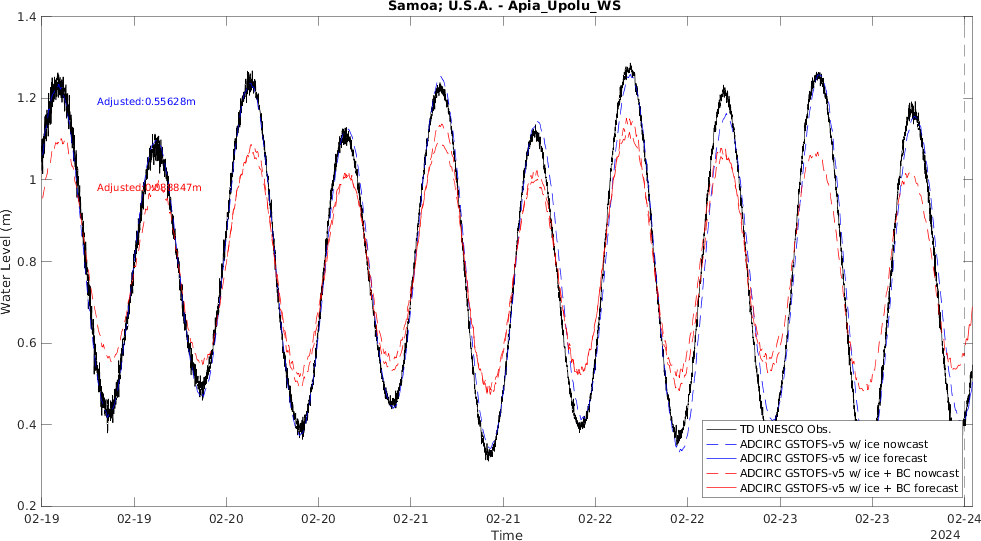 Samoa; U.S.A. - Apia_Upolu_WS
1.4
1.2
1
0.8
0.6
0.4
0.2
Water Level (m)
Adjusted:0.55628m
Adjusted:0.083847m
TD UNESCO Obs.
ADCIRC GSTOFS-v5 w/ ice nowcast
ADCIRC GSTOFS-v5 w/ ice forecast
ADCIRC GSTOFS-v5 w/ ice + BC nowcast
ADCIRC GSTOFS-v5 w/ ice + BC forecast
02-19 02-19 02-20 02-20 02-21 02-21 02-22 02-22 02-23 02-23 02-24
Time
2024